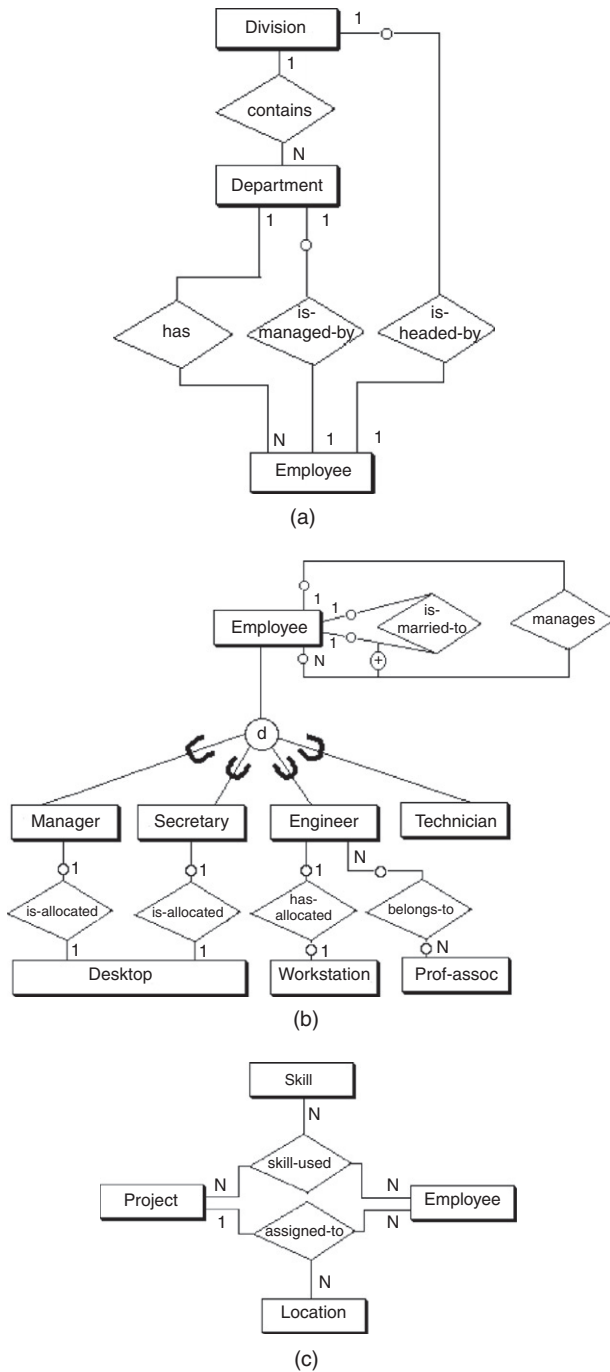 Division
1
1
contains
N
Department
1
1
has
is-
managed-by
is-
headed-by
N
1
1
Employee
(a)
1
1
is-
married-to
manages
Employee
1
N
+
d
Manager
Secretary
Engineer
Technician
1
1
1
N
is-allocated
is-allocated
has-
allocated
belongs-to
1
1
1
N
Desktop
Workstation
Prof-assoc
(b)
Skill
N
skill-used
N
N
Project
Employee
1
assigned-to
N
N
Location
(c)